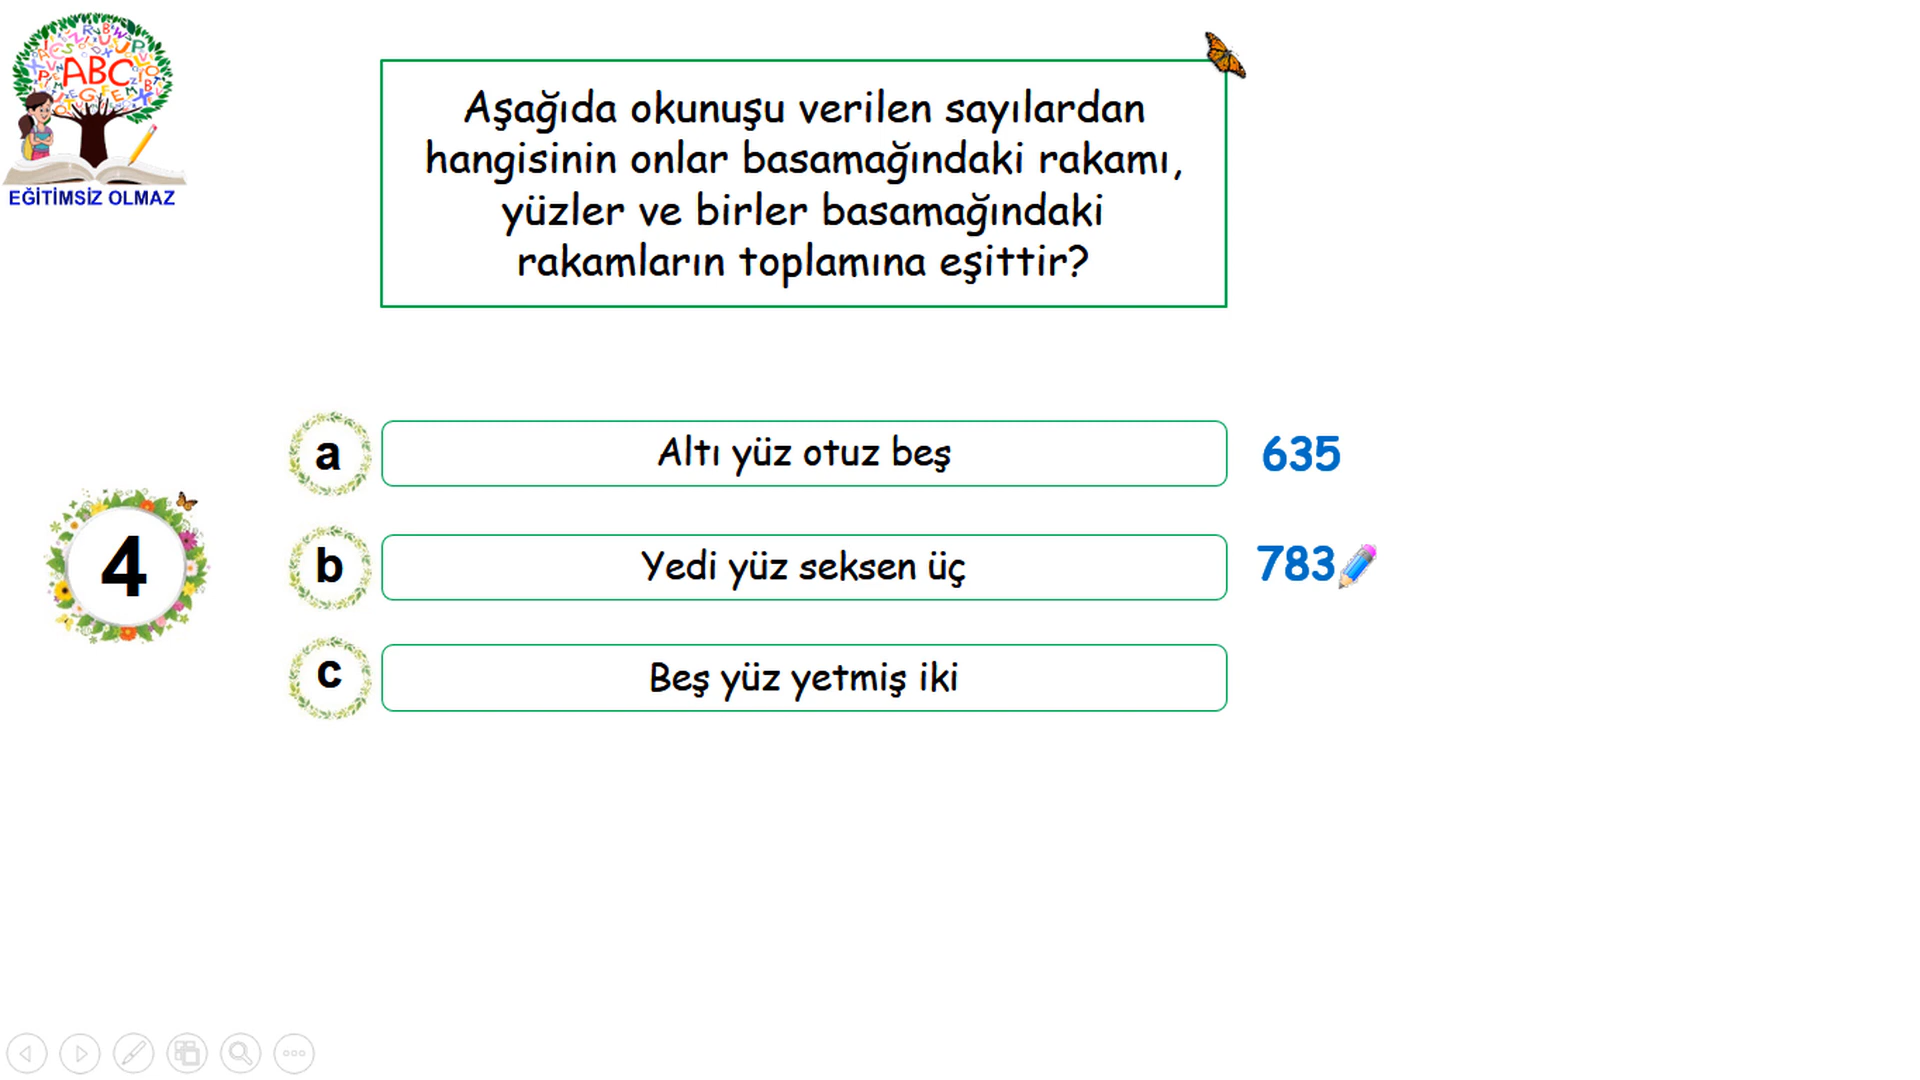 ABC
EĞİTİMSİZ OLMAZ
Aşağıda okunuşu verilen sayılardan
hangisinin onlar basamağındaki rakamı,
yüzler ve birler basamağındaki
rakamların toplamına eşittir?
4
a Altı yüz otuz beş 635
b Yedi yüz seksen üç 783
c Beş yüz yetmiş iki